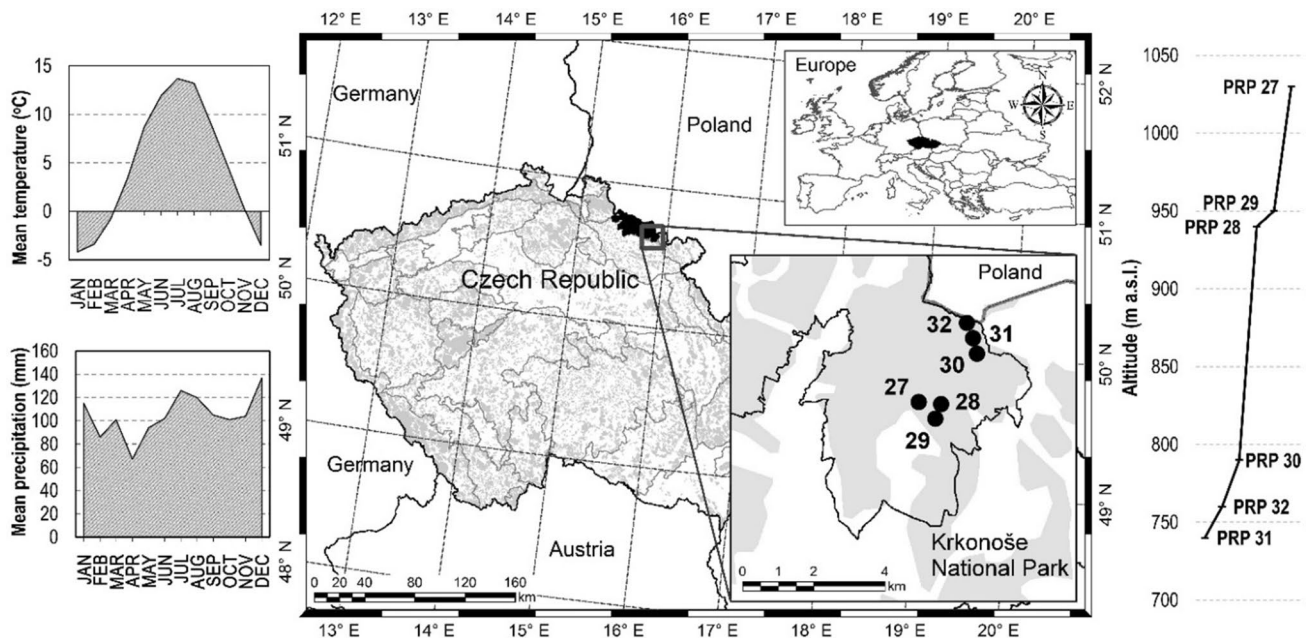 12° E 13° E 14° E 15° E 16° E 17° E 18° E 19° E 20° E
Mean temperature (ºC)
15
10
5
0
-5
JAN
FEB
MAR
APR
MAY
JUN
JUL
AUG
SEP
OCT
NOV
DEC
Mean precipitation (mm)
160
140
120
100
80
60
40
20
0
JAN
FEB
MAR
APR
MAY
JUN
JUL
AUG
SEP
OCT
NOV
DEC
51° N
50° N
49° N
48° N
Germany
Poland
Czech Republic
Germany
Austria
0 20 40 80 120 160
km
Europe
N
W E
S
Poland
32
31
30
27
28
29
Krkonoše
National Park
0 1 2 4
km
52° N
51° N
50° N
49° N
13° E 14° E 15° E 16° E 17° E 18° E 19° E 20° E
Altitude (m a.s.l.)
1050
1000
950
900
850
800
750
700
PRP 27
PRP 29
PRP 28
PRP 30
PRP 32
PRP 31